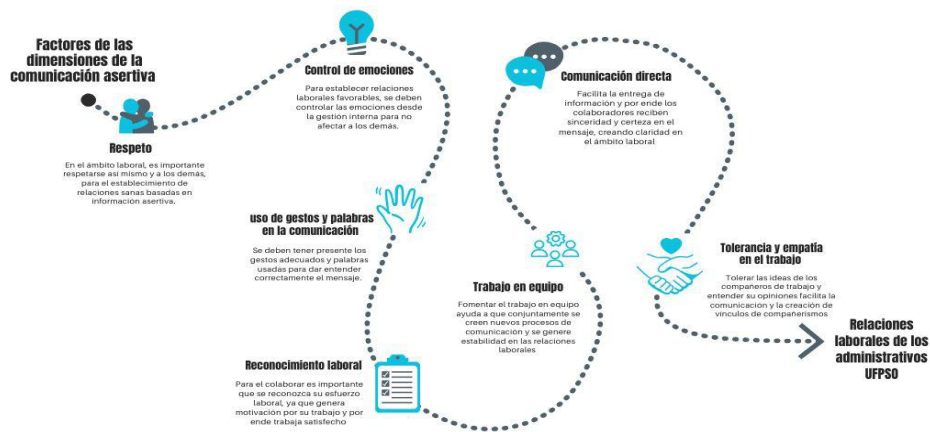 Factores de las
dimensiones de la
comunicación asertiva
Respeto
En el ámbito laboral, es importante
respetarse asi mismo y a los demás,
para el establecimiento de
relaciones sanas basadas en
información asertiva.
Control de emociones
Para establecer relaciones
laborales favorables, se deben
controlar las emociones desde
la gestión interna para no
afectar a los demás.
uso de gestos y palabras
en la comunicación
Se deben tener presente los
gestos adecuados y palabras
usadas para dar entender
correctamente el mensaje.
Reconocimiento laboral
Para el colaborar es importante
que se reconozca su esfuerzo
laboral, ya que genera
motivación por su trabajo y por
ende trabaja satisfecho
Trabajo en equipo
Fomentar el trabajo en equipo
ayuda a que conjuntamente se
creen nuevos procesos de
comunicación y se genere
estabilidad en las relaciones
laborales
Comunicación directa
Facilita la entrega de
información y por ende los
colaboradores reciben
sinceridad y certeza en el
mensaje, creando claridad en
el ámbito laboral
Tolerancia y empatía
en el trabajo
Tolerar las ideas de los
compañeros de trabajo y
entender su opiniones facilita la
comunicación y la creación de
vinculos de compañerismos
Relaciones
laborales de los
administrativos
UFPSO